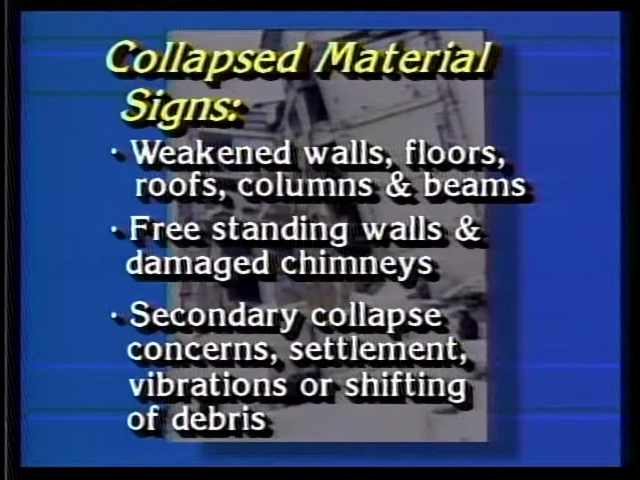 Collapsed Material
Signs:
· Weakened walls, floors,
roofs, columns & beams
· Free standing walls &
damaged chimneys
· Secondary collapse
concerns, settlement,
vibrations or shifting
of debris